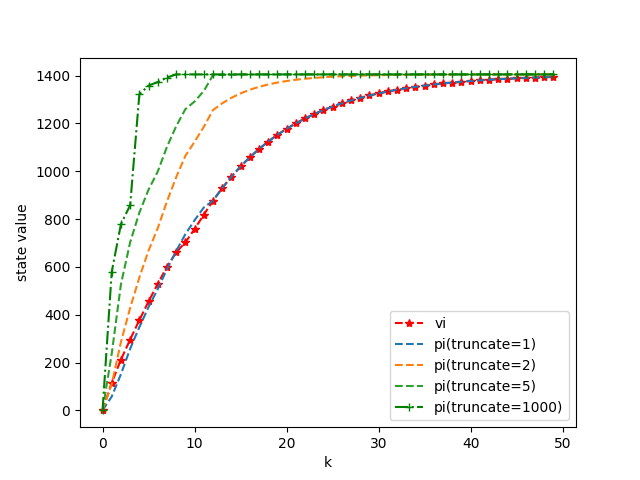 1400
1200
1000
800
600
400
200
0
state value
0 10 20 30 40 50
k
vi
pi(truncate=1)
pi(truncate=2)
pi(truncate=5)
pi(truncate=1000)